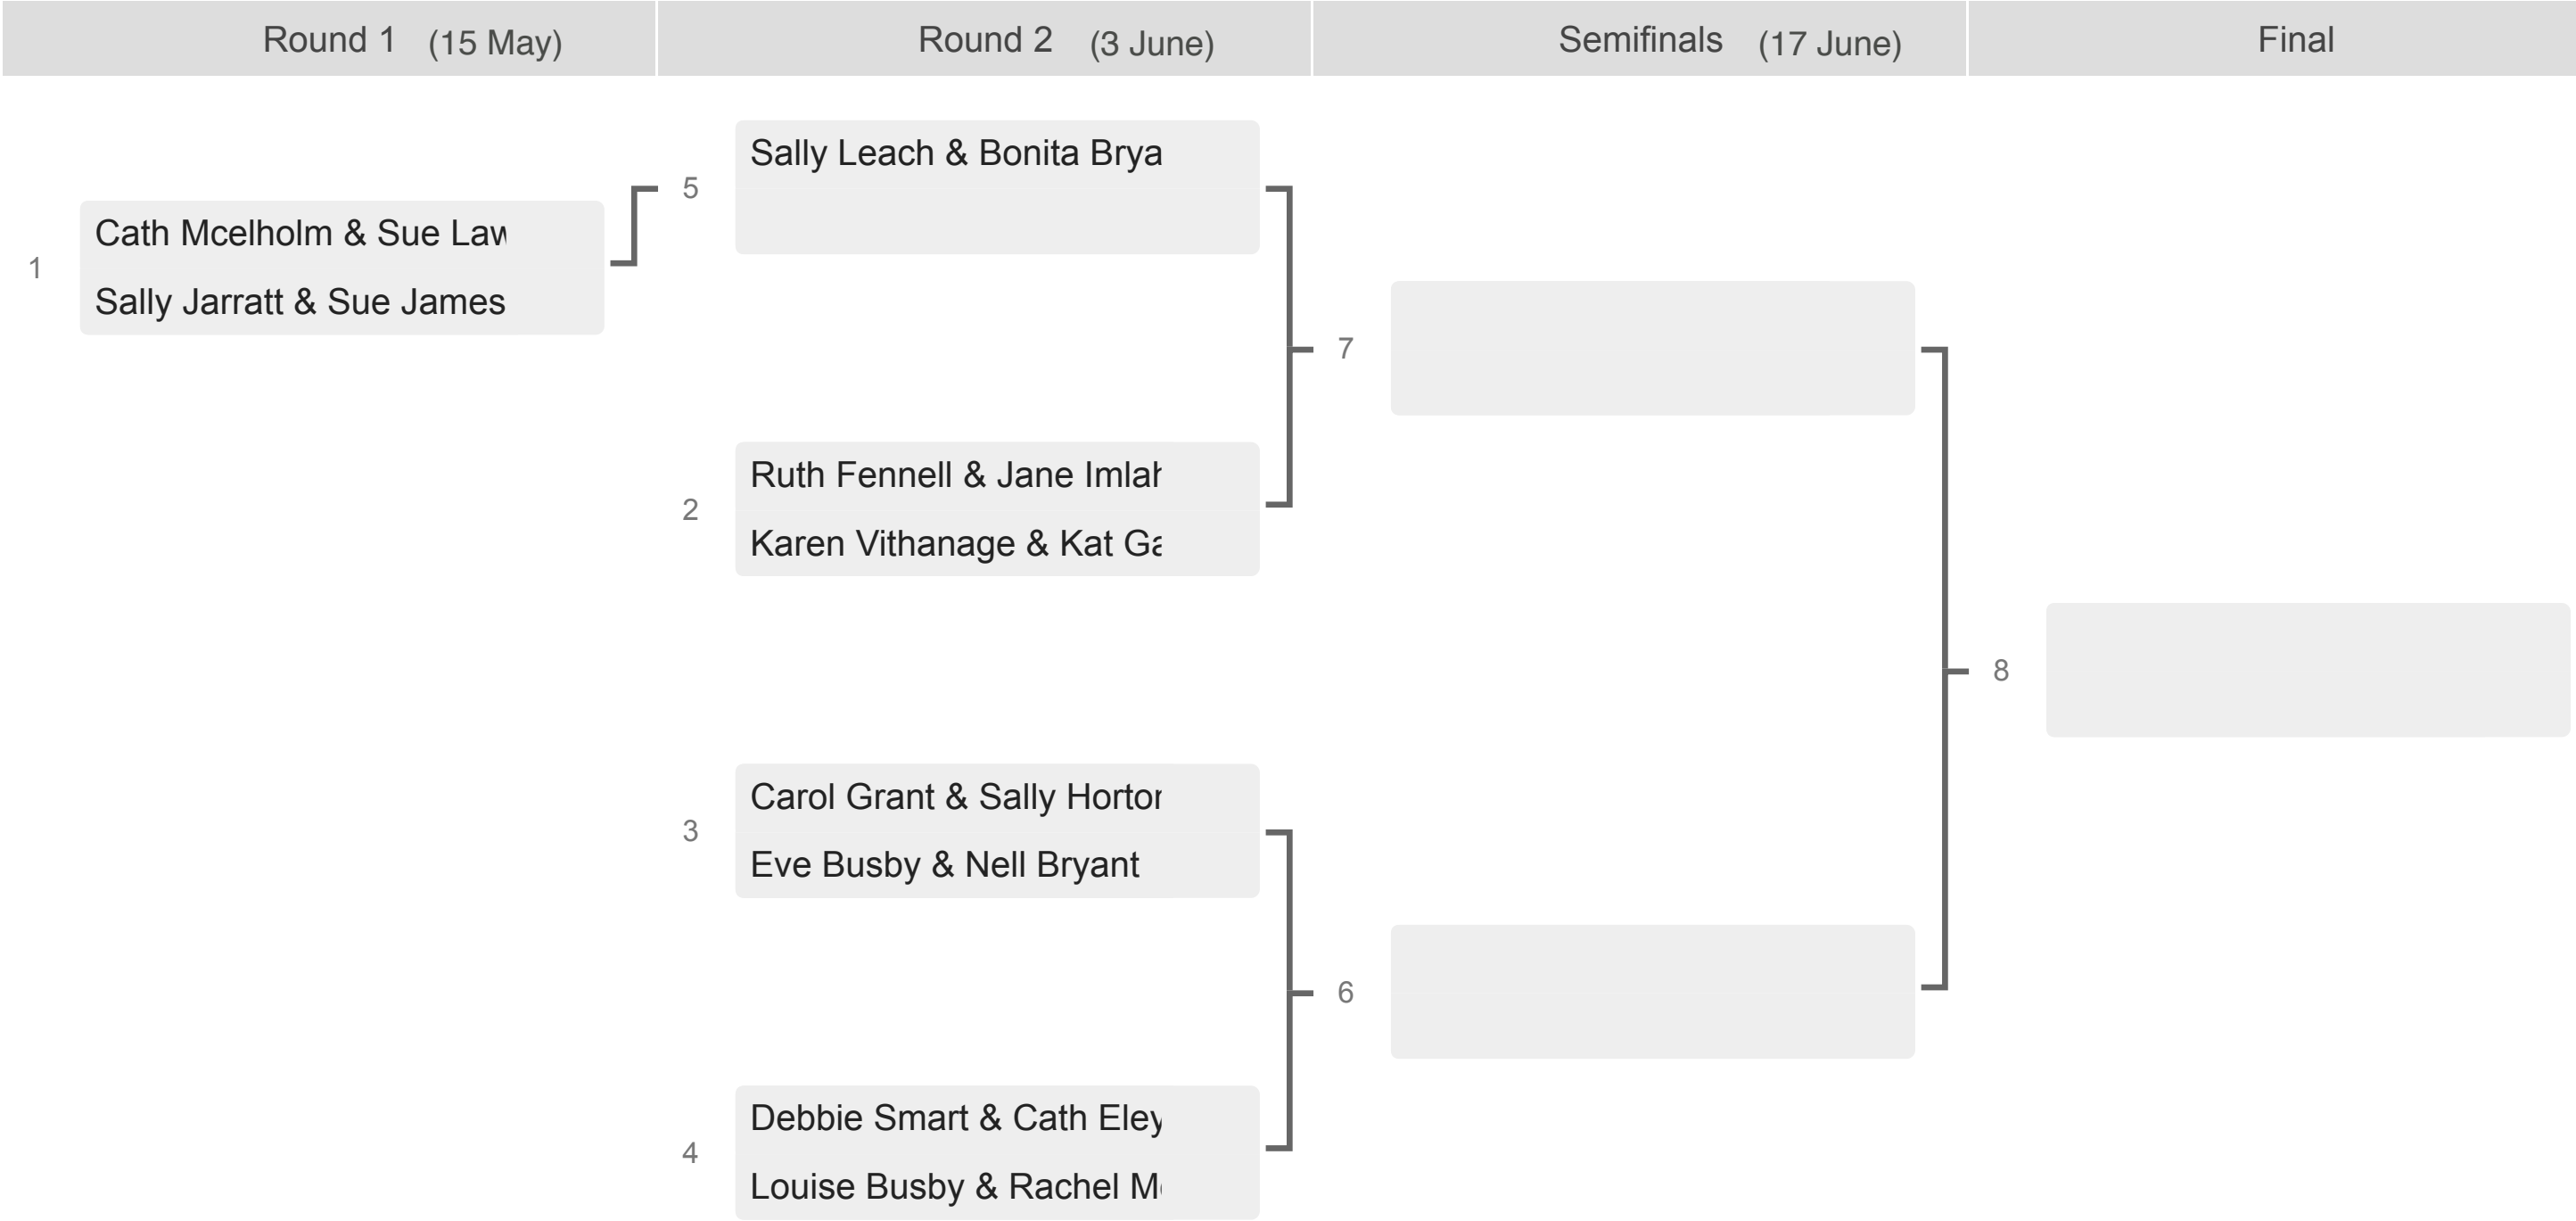 Round 1 (15 May)
Round 2 (3 June)
Semifinals (17 June)
Final
1
Cath Mcelholm & Sue Law
Sally Jarratt & Sue James
5
Sally Leach & Bonita Brya
2
Ruth Fennell & Jane Imlah
Karen Vithanage & Kat Ga
3
Carol Grant & Sally Horton
Eve Busby & Nell Bryant
4
Debbie Smart & Cath Eley
Louise Busby & Rachel M
7
6
8